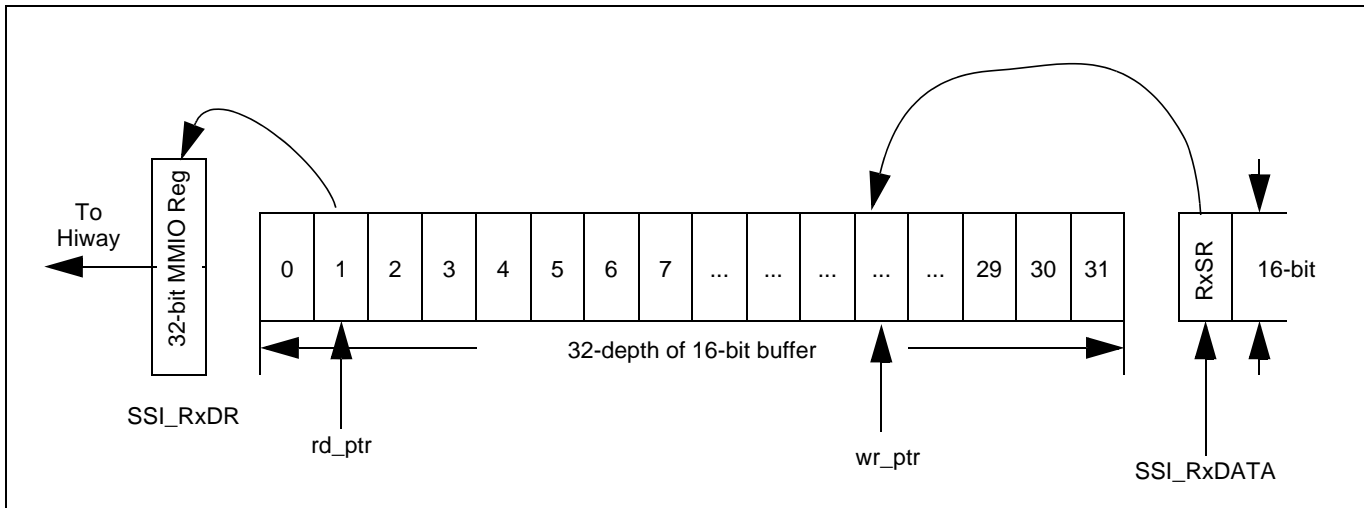 To
Hiway
32-bit MMIO Reg
0 1 2 3 4 5 6 7 ... ... ... ... ... 29 30 31
RxSR
16-bit
32-depth of 16-bit buffer
SSI_RxDR
rd_ptr
wr_ptr
SSI_RxDATA